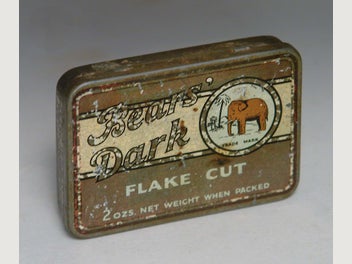 Bears'
Dark
TRADE MARK
FLAKE CUT
2 OZS. NET WEIGHT WHEN PACKED